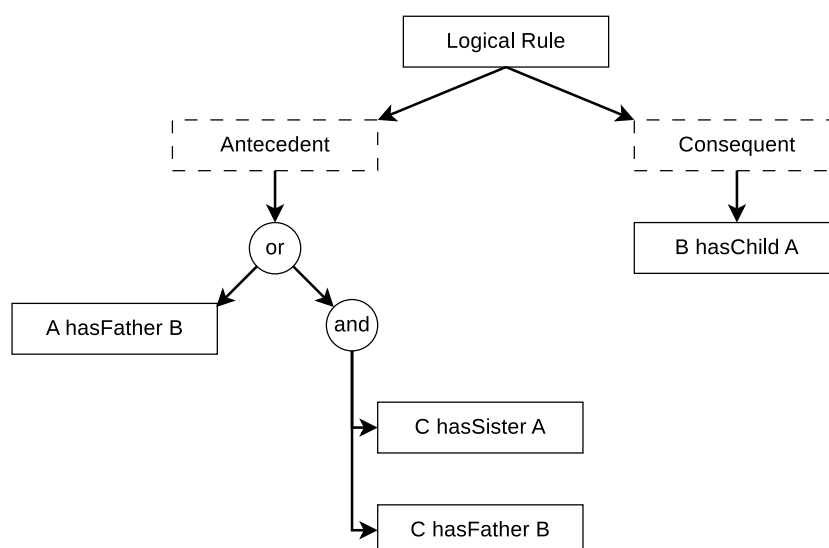 Logical Rule
Antecedent
Consequent
or
B hasChild A
A hasFather B
and
C hasSister A
C hasFather B